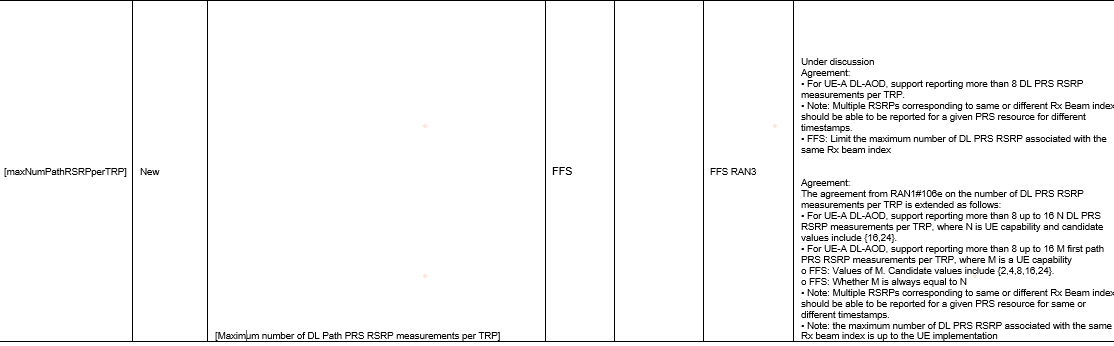 [maxNumPathRSRPperTRP]
New
[Maximum number of DL Path PRS RSRP measurements per TRP]
FFS
FFS RAN3
Under discussion
Agreement:
• For UE-A DL-AOD, support reporting more than 8 DL PRS RSRP
measurements per TRP.
• Note: Multiple RSRPs corresponding to same or different Rx Beam index
should be able to be reported for a given PRS resource for different
timestamps.
• FFS: Limit the maximum number of DL PRS RSRP associated with the
same Rx beam index
Agreement:
The agreement from RAN1#106e on the number of DL PRS RSRP
measurements per TRP is extended as follows:
• For UE-A DL-AOD, support reporting more than 8 up to 16 N DL PRS
RSRP measurements per TRP, where N is UE capability and candidate
values include {16,24}.
• For UE-A DL-AOD, support reporting more than 8 up to 16 M first path
PRS RSRP measurements per TRP, where M is a UE capability
o FFS: Values of M. Candidate values include {2,4,8,16,24}.
o FFS: Whether M is always equal to N
• Note: Multiple RSRPs corresponding to same or different Rx Beam index
should be able to be reported for a given PRS resource for same or
different timestamps.
• Note: the maximum number of DL PRS RSRP associated with the same
Rx beam index is up to the UE implementation